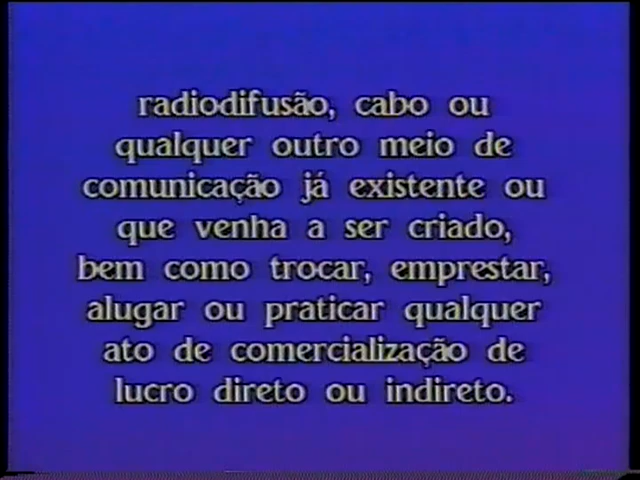 radiodifusão, cabo ou
qualquer outro meio de
comunicação já existente ou
que venha a ser criado,
bem como trocar, emprestar,
alugar ou praticar qualquer
ato de comercialização de
lucro direto ou indireto.